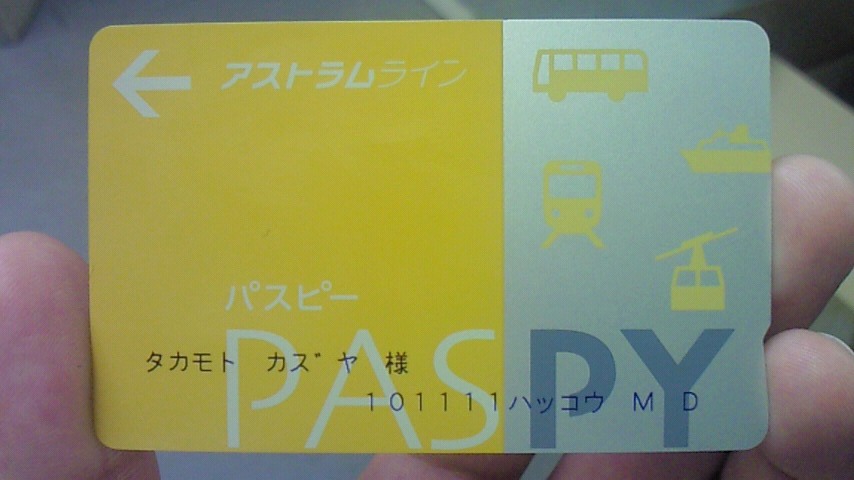 アストラムライン
パスピー
PASPY
タカモト カズヤ 様
101111ハッコウ M D